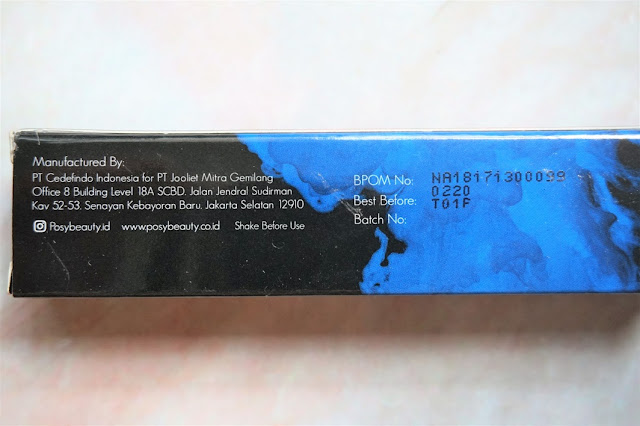 Manufactured By:
PT Cedefindo Indonesia for PT Jooliet Mitra Gemilang
Office 8 Building Level 18A SCBD. Jalan Jendral Sudirman
Kav 52-53. Senayan Kebayoran Baru. Jakarta Selatan 12910
Posybeauty.id www.posybeauty.co.id Shake Before Use
BPOM No: NA18171300099
Best Before: 0220
Batch No: T01F